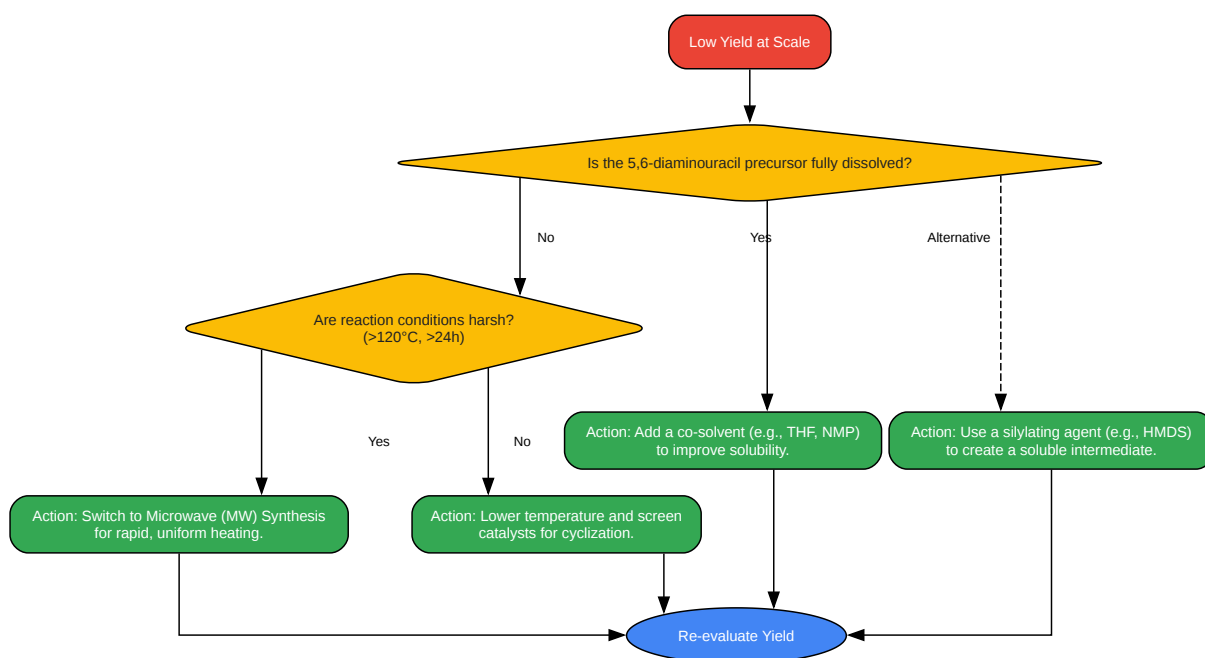 Low Yield at Scale
Is the 5,6-diaminouracil precursor fully dissolved?
No
Yes
Alternative
Are reaction conditions harsh?
(>120°C, >24h)
Yes
No
Action: Add a co-solvent (e.g., THF, NMP)
to improve solubility.
Action: Use a silylating agent (e.g., HMDS)
to create a soluble intermediate.
Action: Switch to Microwave (MW) Synthesis
for rapid, uniform heating.
Action: Lower temperature and screen
catalysts for cyclization.
Re-evaluate Yield